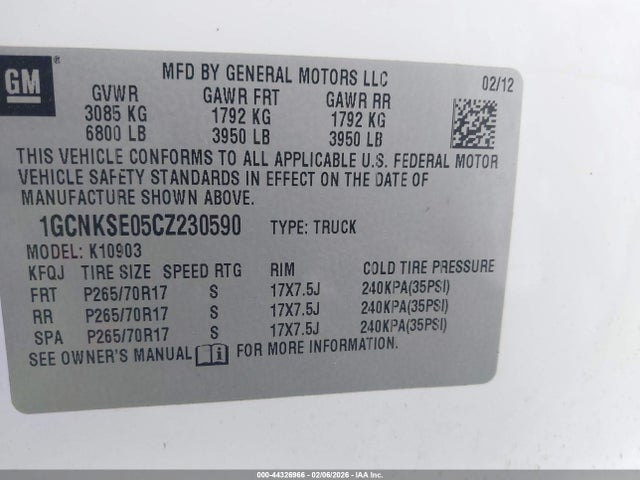 GM ®
MFD BY GENERAL MOTORS LLC 02/12
GVWR GAWR FRT GAWR RR
3085 KG 1792 KG 1792 KG
6800 LB 3950 LB 3950 LB
THIS VEHICLE CONFORMS TO ALL APPLICABLE U.S. FEDERAL MOTOR
VEHICLE SAFETY STANDARDS IN EFFECT ON THE DATE OF
MANUFACTURE SHOWN ABOVE.
1GCNKSE05CZ230590 TYPE: TRUCK
MODEL: K10903
KFQJ TIRE SIZE SPEED RTG RIM COLD TIRE PRESSURE
FRT P265/70R17 S 17X7.5J 240KPA(35PSI)
RR P265/70R17 S 17X7.5J 240KPA(35PSI)
SPA P265/70R17 S 17X7.5J 240KPA(35PSI)
SEE OWNER'S MANUAL FOR MORE INFORMATION.
000-44326966 - 02/06/2026 - IAA Inc.